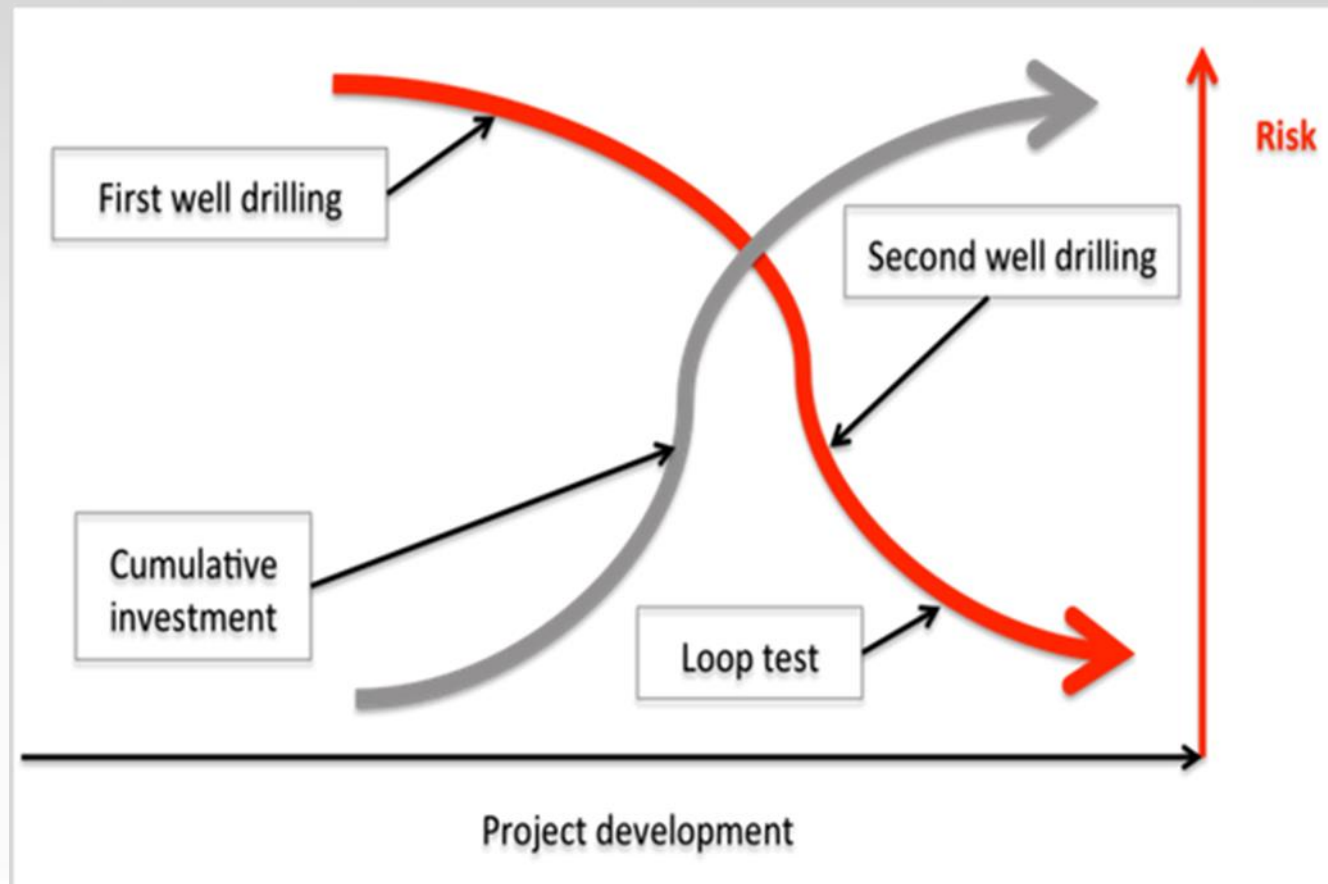 Risk
First well drilling
Second well drilling
Cumulative
investment
Loop test
Project development